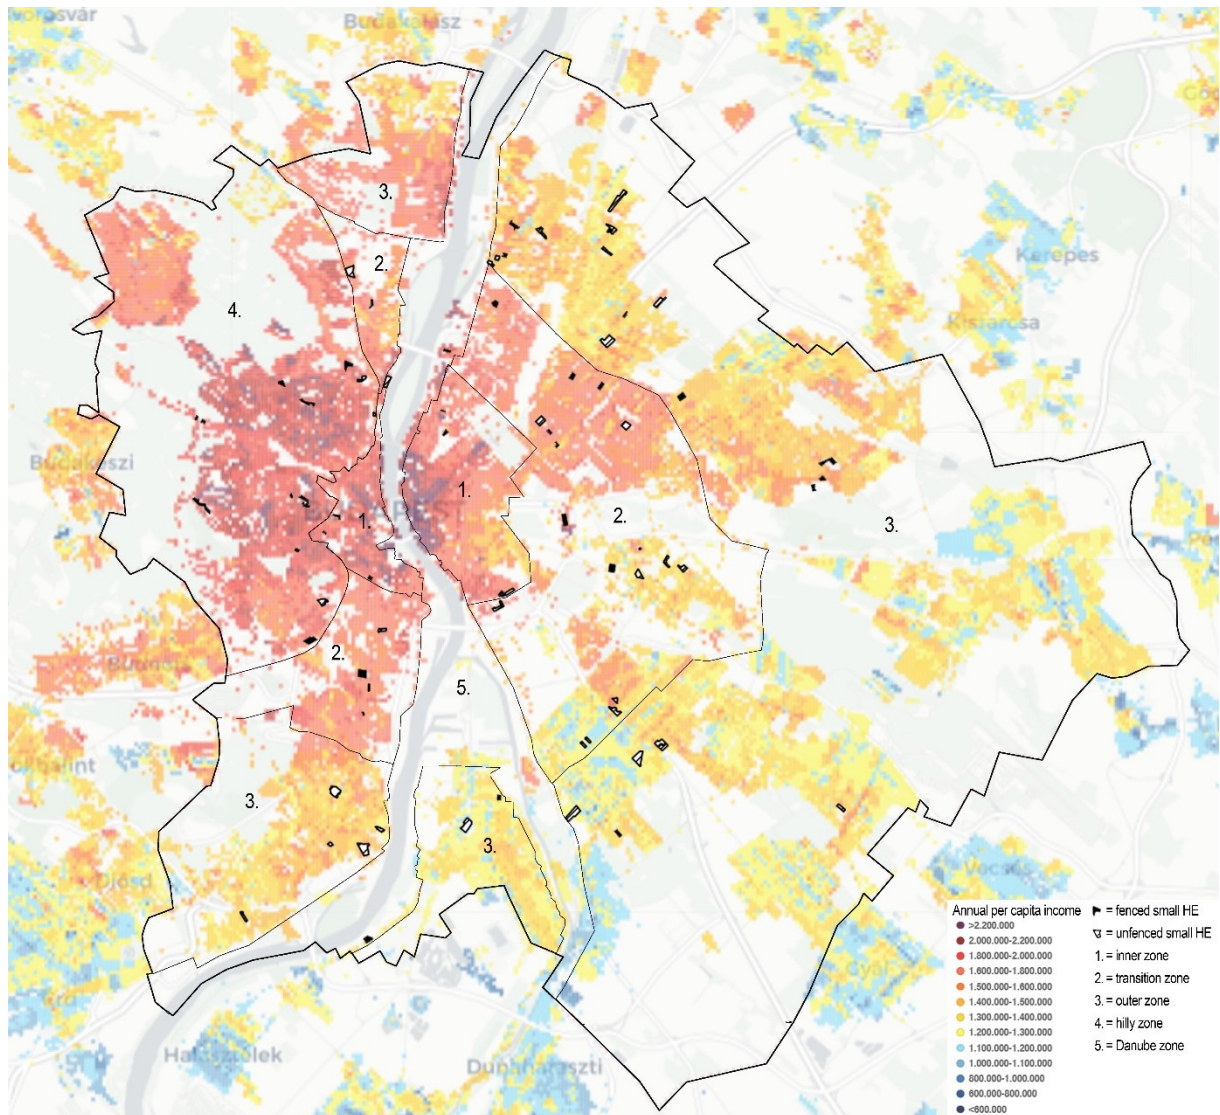 Budakalász
3.
2.
4.
Kerepes
Kistarcsa
Budakeszi
1.
1.
2.
3.
2.
5.
3.
3.
Halásztelek
Dunaharaszti
Annual per capita income
>2.200.000
2.000.000-2.200.000
1.800.000-2.000.000
1.600.000-1.800.000
1.500.000-1.600.000
1.400.000-1.500.000
1.300.000-1.400.000
1.200.000-1.300.000
1.100.000-1.200.000
1.000.000-1.100.000
800.000-1.000.000
600.000-800.000
<600.000
= fenced small HE
= unfenced small HE
1. = inner zone
2. = transition zone
3. = outer zone
4. = hilly zone
5. = Danube zone